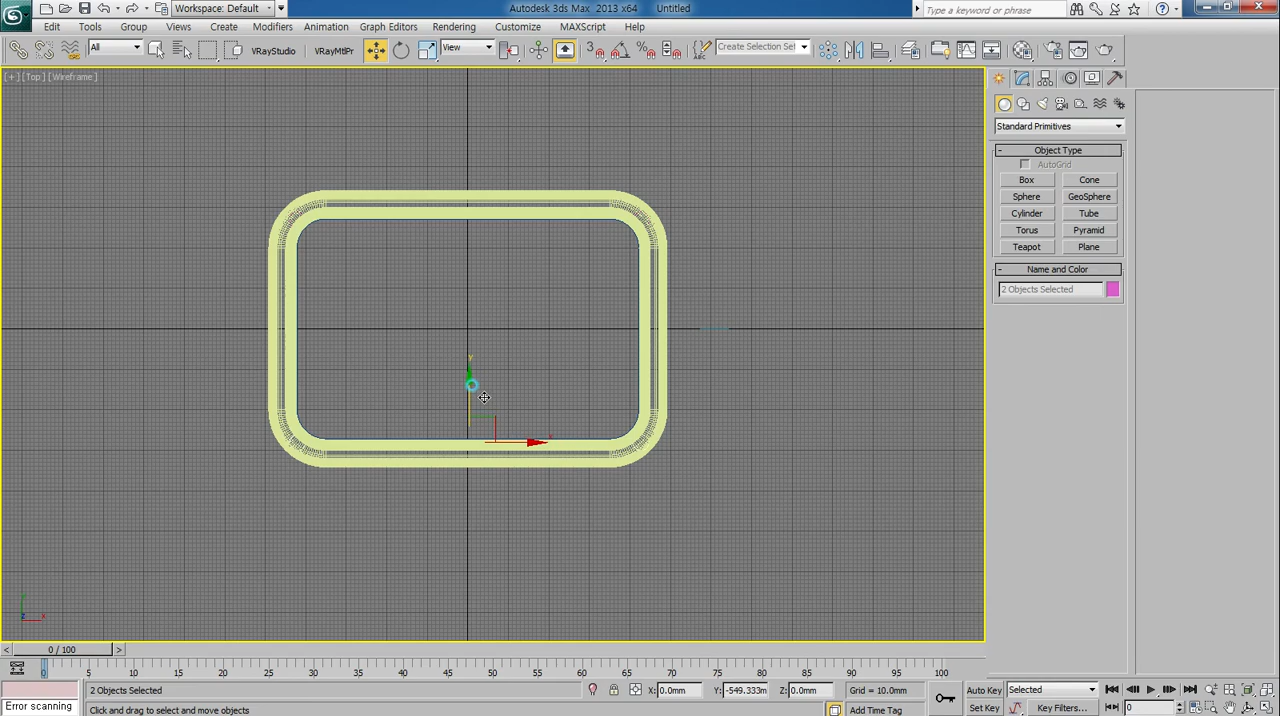 Workspace: Default
Autodesk 3ds Max 2013 x64 Untitled
Type a keyword or phrase
Edit Tools Group Views Create Modifiers Animation Graph Editors Rendering Customize MAXScript Help
All
VRayStudio
VRayMtlPr
View
Create Selection Set
[+] [Top] [Wireframe]
Standard Primitives
- Object Type
AutoGrid
Box Cone
Sphere GeoSphere
Cylinder Tube
Torus Pyramid
Teapot Plane
- Name and Color
2 Objects Selected
y
x
z x
< 0 / 100 >
0 5 10 15 20 25 30 35 40 45 50 55 60 65 70 75 80 85 90 95 100
2 Objects Selected X: 0.0mm Y: -549.333m Z: 0.0mm Grid = 10.0mm Auto Key Selected
Error scanning Click and drag to select and move objects Add Time Tag Set Key Key Filters... 0